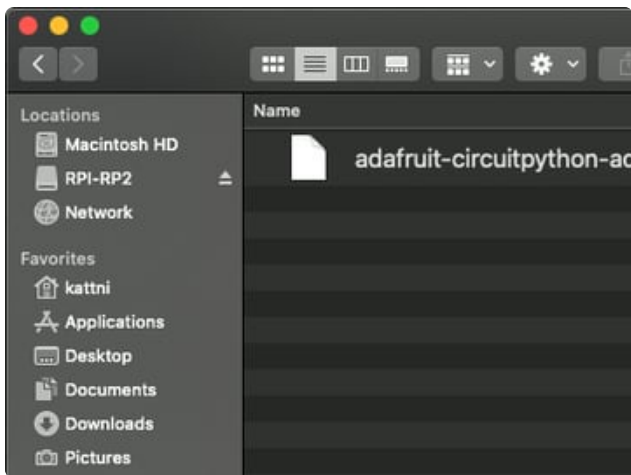 Locations
Macintosh HD
RPI-RP2
Network
Favorites
kattni
Applications
Desktop
Documents
Downloads
Pictures
Name
adafruit-circuitpython-ad